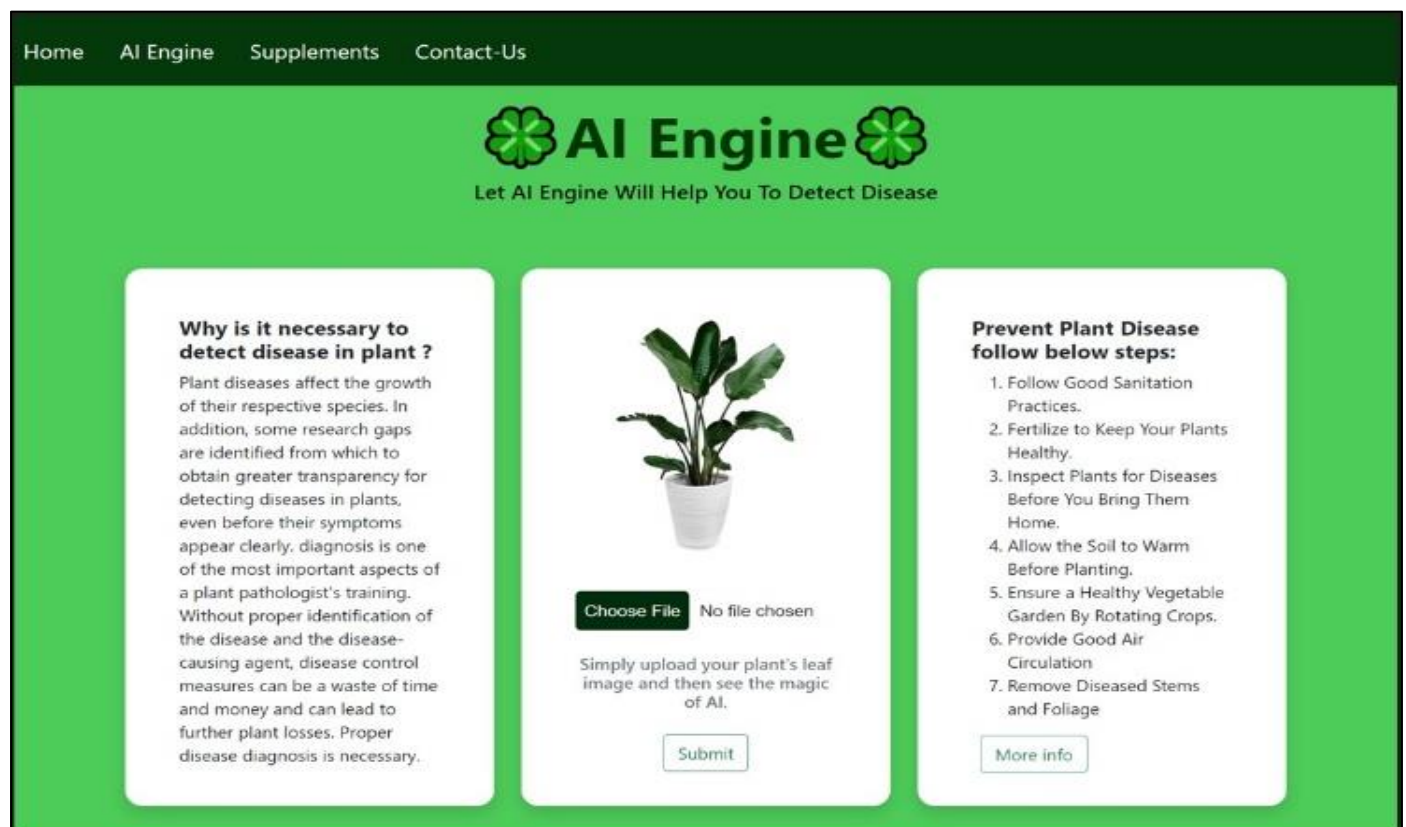 Home AI Engine Supplements Contact-Us
AI Engine
Let AI Engine Will Help You To Detect Disease
Why is it necessary to
detect disease in plant ?
Plant diseases affect the growth
of their respective species. In
addition, some research gaps
are identified from which to
obtain greater transparency for
detecting diseases in plants,
even before their symptoms
appear clearly. diagnosis is one
of the most important aspects of
a plant pathologist's training.
Without proper identification of
the disease and the disease-
causing agent, disease control
measures can be a waste of time
and money and can lead to
further plant losses. Proper
disease diagnosis is necessary.
Choose File No file chosen
Simply upload your plant's leaf
image and then see the magic
of AI.
Submit
Prevent Plant Disease
follow below steps:
1. Follow Good Sanitation
Practices.
2. Fertilize to Keep Your Plants
Healthy.
3. Inspect Plants for Diseases
Before You Bring Them
Home.
4. Allow the Soil to Warm
Before Planting.
5. Ensure a Healthy Vegetable
Garden By Rotating Crops.
6. Provide Good Air
Circulation
7. Remove Diseased Stems
and Foliage
More info